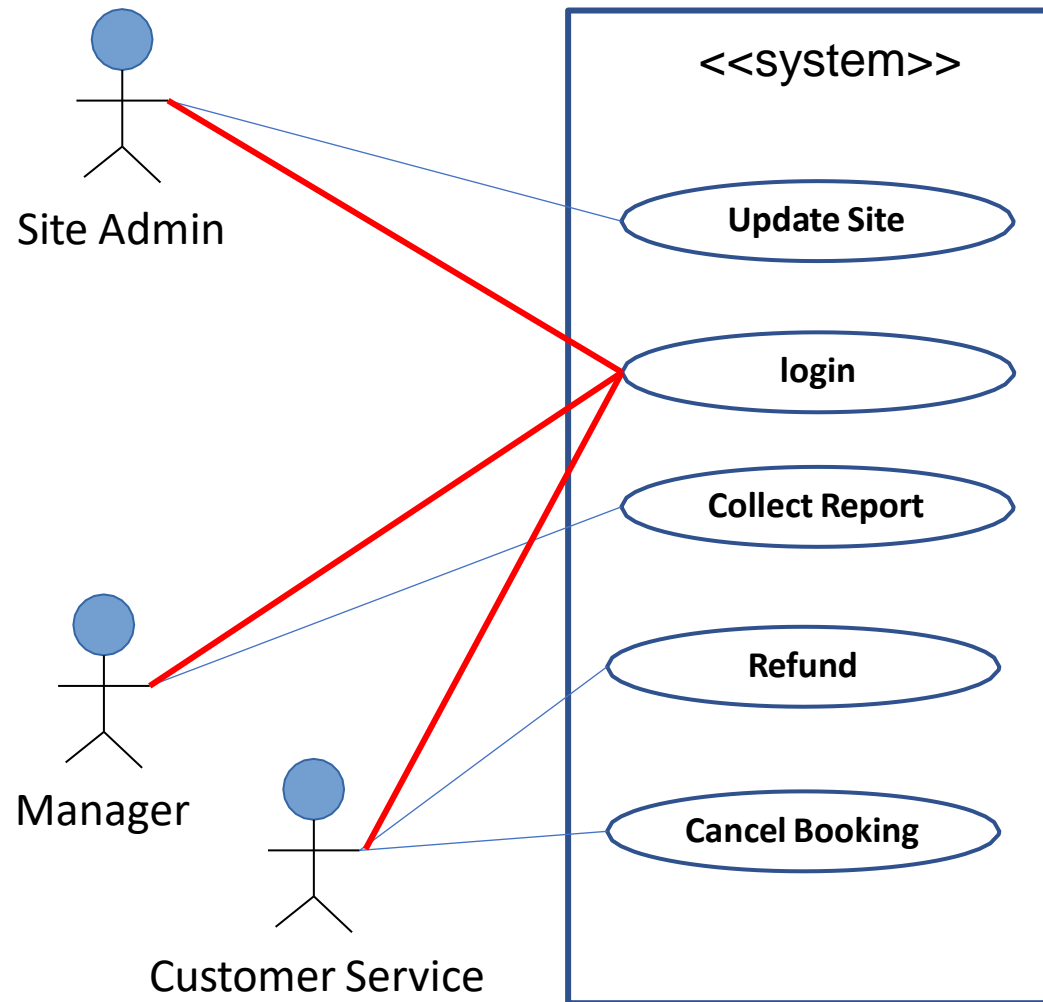 <<system>>
Update Site
Site Admin
login
Collect Report
Refund
Manager
Cancel Booking
Customer Service